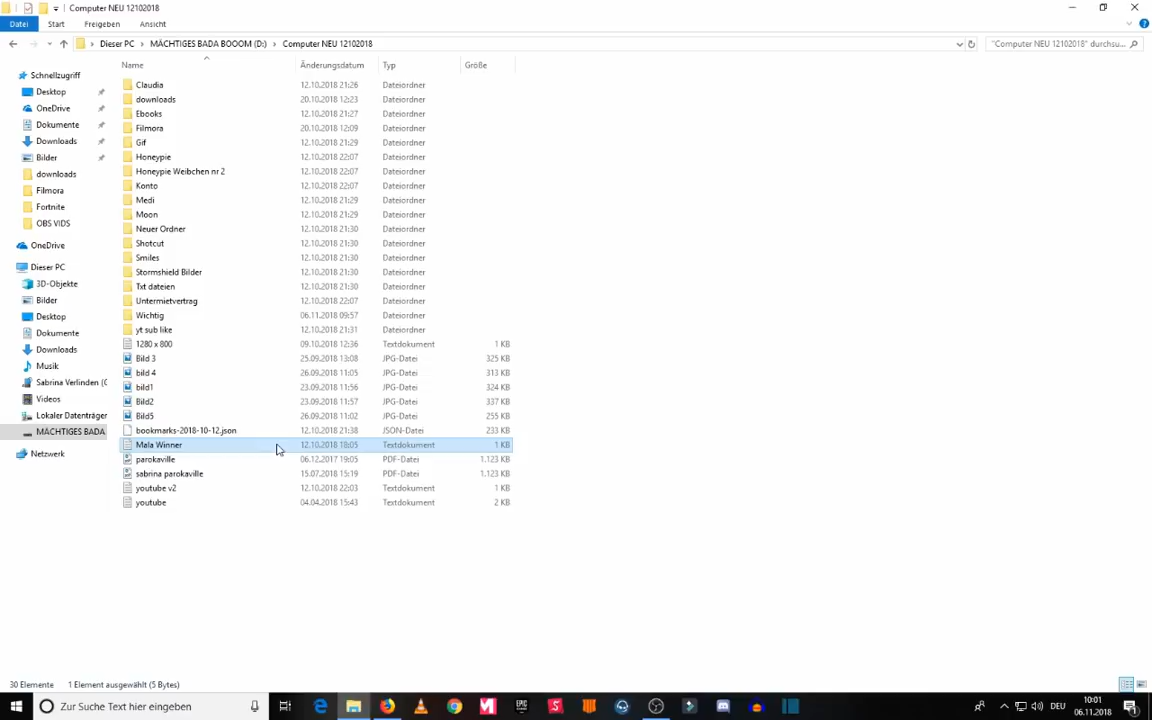 Computer NEU 12102018
Datei Start Freigeben Ansicht
Dieser PC MÄCHTIGES BADA BOOOM (D:) Computer NEU 12102018 "Computer NEU 12102018" durchsu...
Name Änderungsdatum Typ Größe
Schnellzugriff
Desktop
OneDrive
Dokumente
Downloads
Bilder
downloads
Filmora
Fortnite
OBS VIDS
OneDrive
Dieser PC
3D-Objekte
Bilder
Desktop
Dokumente
Downloads
Musik
Sabrina Verlinden (
Videos
Lokaler Datenträger
MÄCHTIGES BADA
Netzwerk
Claudia 12.10.2018 21:26 Dateiordner
downloads 20.10.2018 12:23 Dateiordner
Ebooks 12.10.2018 21:27 Dateiordner
Filmora 20.10.2018 12:09 Dateiordner
Gif 12.10.2018 21:29 Dateiordner
Honeypie 12.10.2018 22:07 Dateiordner
Honeypie Weibchen nr 2 12.10.2018 22:07 Dateiordner
Konto 12.10.2018 22:07 Dateiordner
Medi 12.10.2018 21:29 Dateiordner
Moon 12.10.2018 21:29 Dateiordner
Neuer Ordner 12.10.2018 21:30 Dateiordner
Shotcut 12.10.2018 21:30 Dateiordner
Smiles 12.10.2018 21:30 Dateiordner
Stormshield Bilder 12.10.2018 21:30 Dateiordner
Txt dateien 12.10.2018 21:30 Dateiordner
Untermietvertrag 12.10.2018 22:07 Dateiordner
Wichtig 06.11.2018 09:57 Dateiordner
yt sub like 12.10.2018 21:31 Dateiordner
1280 x 800 09.10.2018 12:36 Textdokument 1 KB
Bild 3 25.09.2018 13:08 JPG-Datei 325 KB
bild 4 26.09.2018 11:05 JPG-Datei 313 KB
bild1 23.09.2018 11:56 JPG-Datei 324 KB
Bild2 23.09.2018 11:57 JPG-Datei 337 KB
Bild5 26.09.2018 11:02 JPG-Datei 255 KB
bookmarks-2018-10-12.json 12.10.2018 21:38 JSON-Datei 233 KB
Mala Winner 12.10.2018 18:05 Textdokument 1 KB
parokaville 06.12.2017 19:05 PDF-Datei 1.123 KB
sabrina parokaville 15.07.2018 15:19 PDF-Datei 1.123 KB
youtube v2 12.10.2018 22:03 Textdokument 1 KB
youtube 04.04.2018 15:43 Textdokument 2 KB
30 Elemente 1 Element ausgewählt (5 Bytes)
Zur Suche Text hier eingeben EPIC GAMES DEU 10:01
06.11.2018